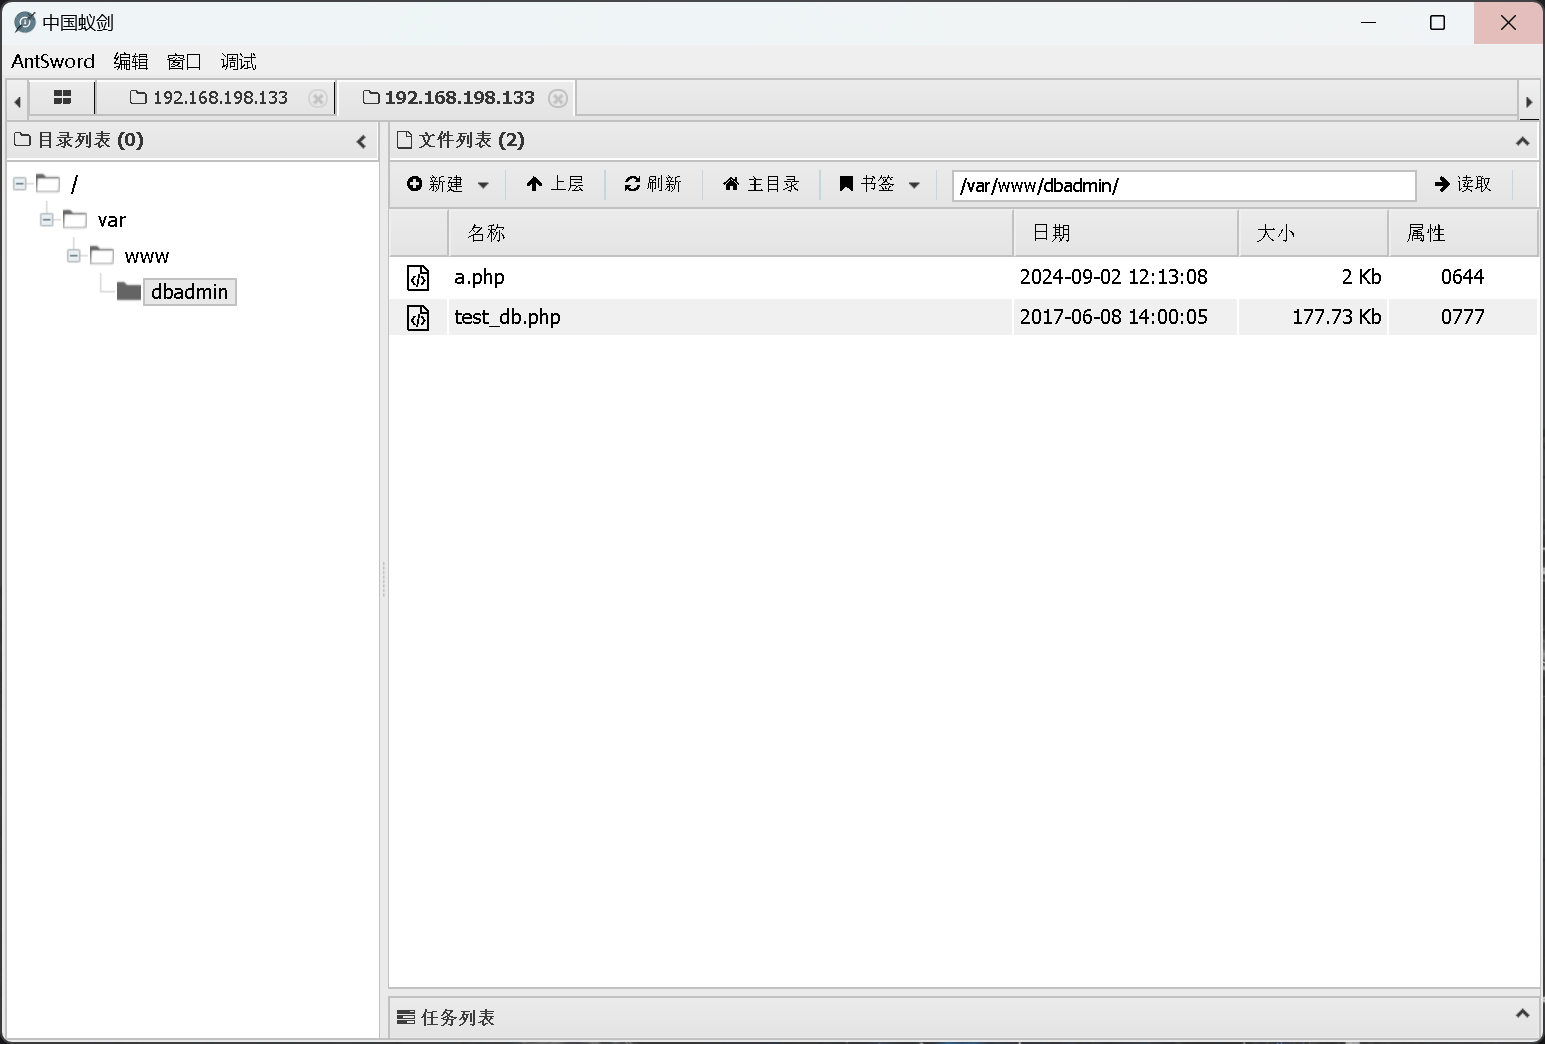 中国蚁剑
AntSword 编辑 窗口 调试
192.168.198.133 192.168.198.133
目录列表 (0)
/
var
www
dbadmin
文件列表 (2)
新建 上层 刷新 主目录 书签 /var/www/dbadmin/ 读取
名称 日期 大小 属性
a.php 2024-09-02 12:13:08 2 Kb 0644
test_db.php 2017-06-08 14:00:05 177.73 Kb 0777
任务列表